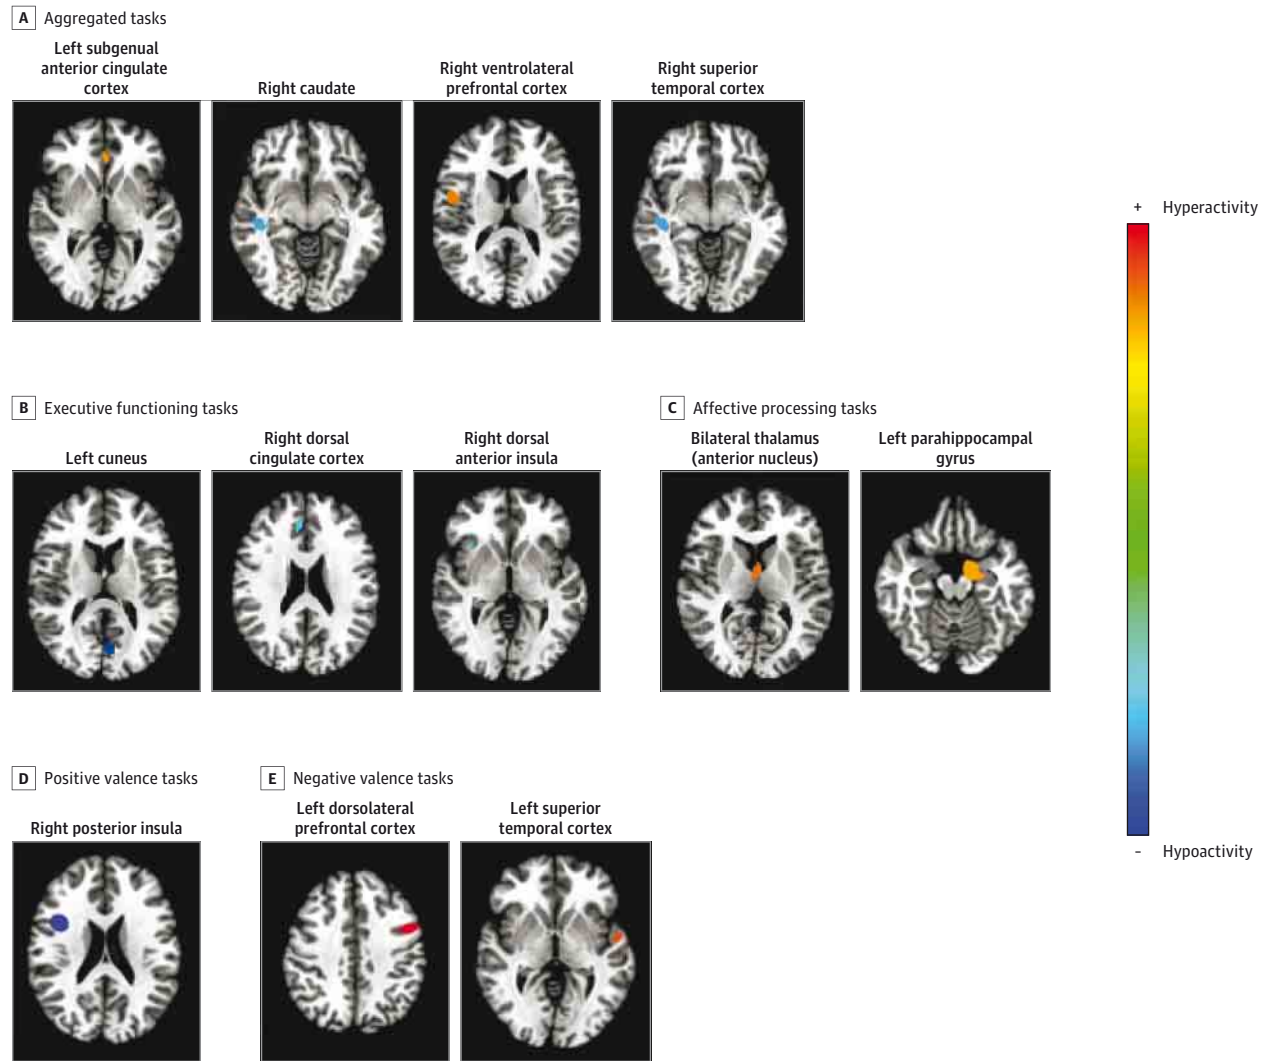 A Aggregated tasks
Left subgenual
anterior cingulate
cortex
Right caudate
Right ventrolateral
prefrontal cortex
Right superior
temporal cortex
+ Hyperactivity
B Executive functioning tasks
Left cuneus
Right dorsal
cingulate cortex
Right dorsal
anterior insula
C Affective processing tasks
Bilateral thalamus
(anterior nucleus)
Left parahippocampal
gyrus
- Hypoactivity
D Positive valence tasks
Right posterior insula
E Negative valence tasks
Left dorsolateral
prefrontal cortex
Left superior
temporal cortex